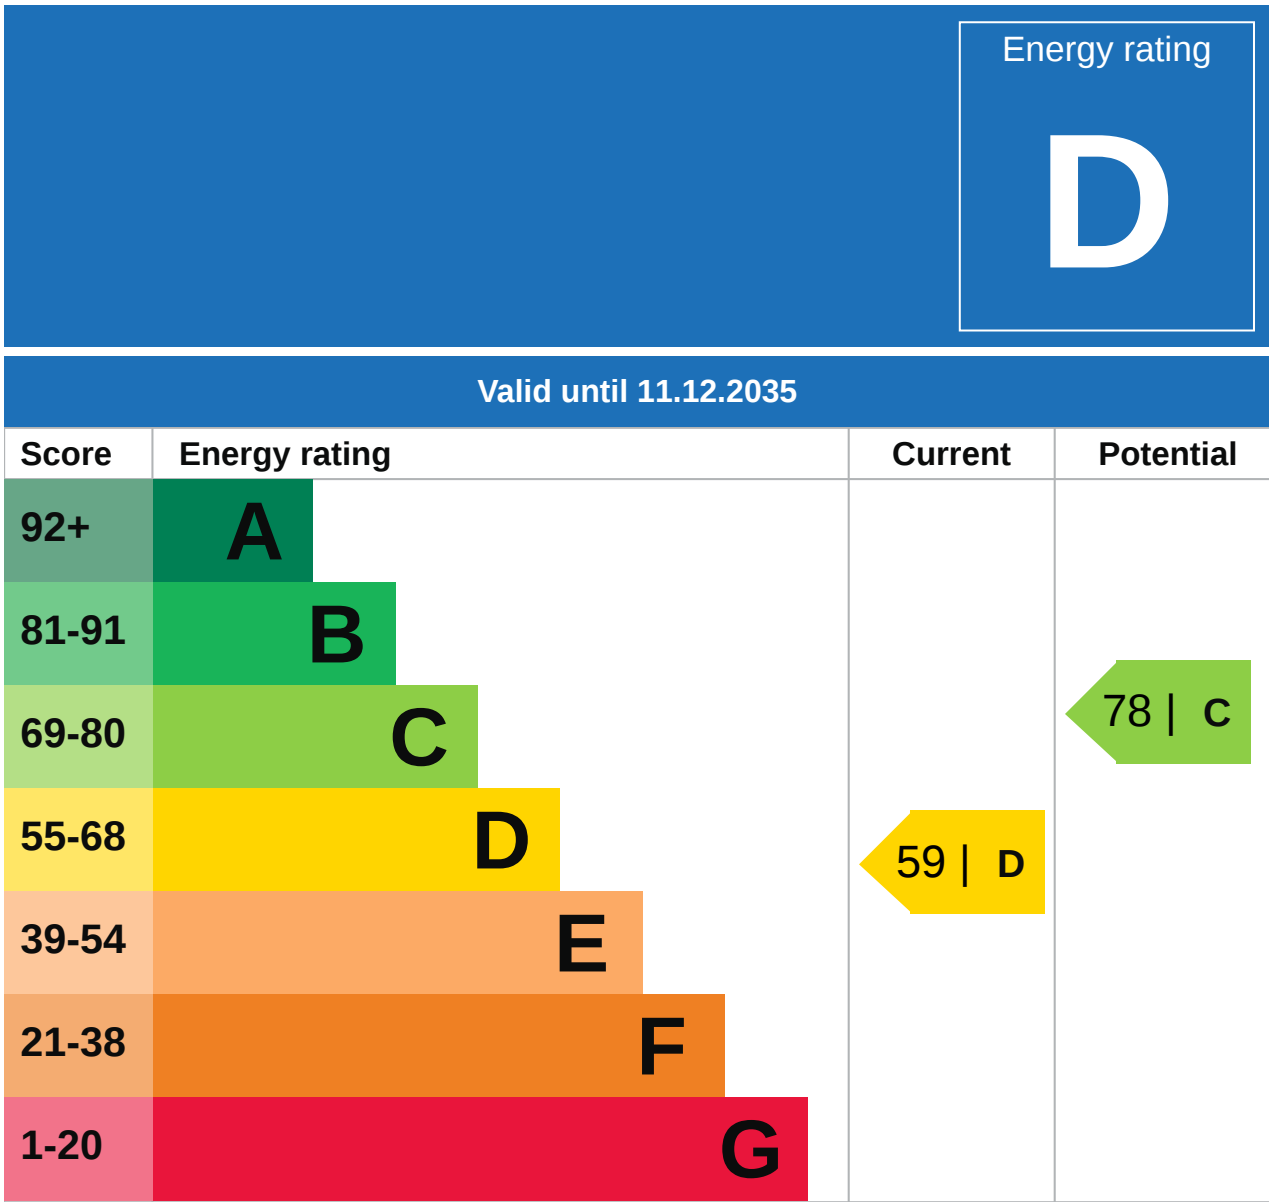 Energy rating
D
Valid until 11.12.2035
Score Energy rating Current Potential
92+ A
81-91 B
69-80 C 78 | C
55-68 D 59 | D
39-54 E
21-38 F
1-20 G